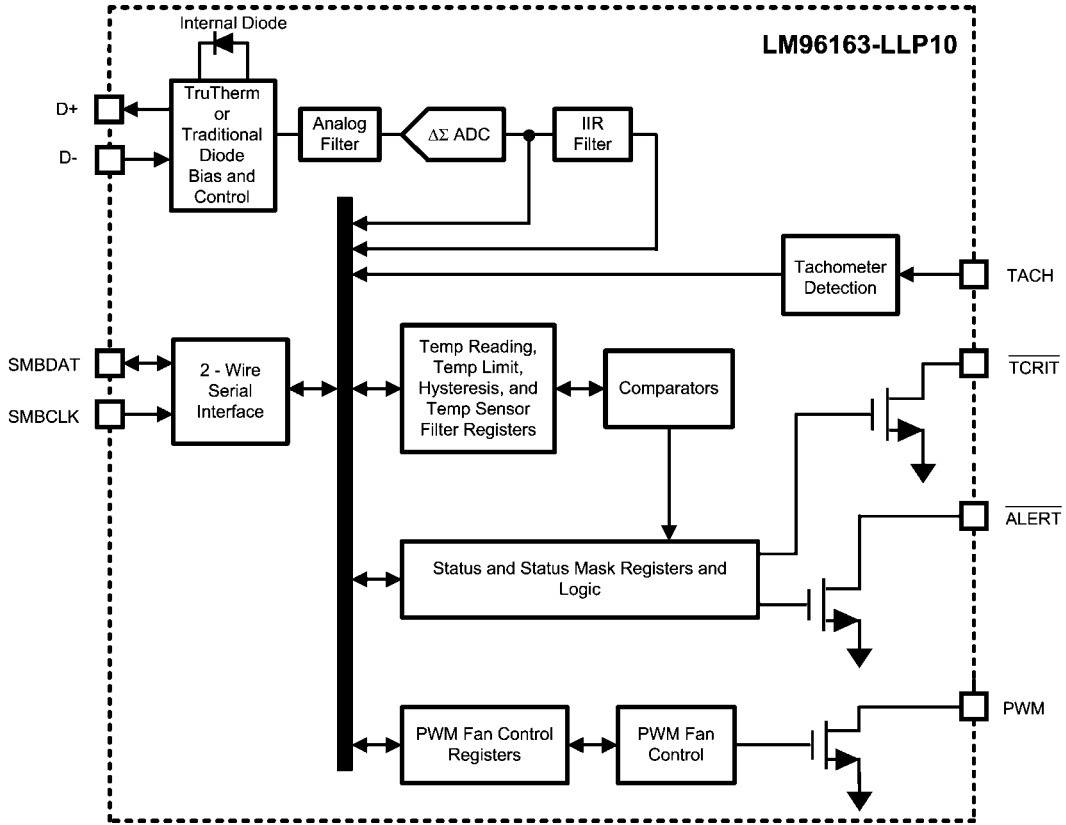 Internal Diode
LM96163-LLP10
D+
D-
TruTherm
or
Traditional
Diode
Bias and
Control
Analog
Filter
ΔΣ ADC
IIR
Filter
Tachometer
Detection
TACH
SMBDAT
SMBCLK
2 - Wire
Serial
Interface
Temp Reading,
Temp Limit,
Hysteresis, and
Temp Sensor
Filter Registers
Comparators
TCRIT
ALERT
Status and Status Mask Registers and
Logic
PWM Fan Control
Registers
PWM Fan
Control
PWM